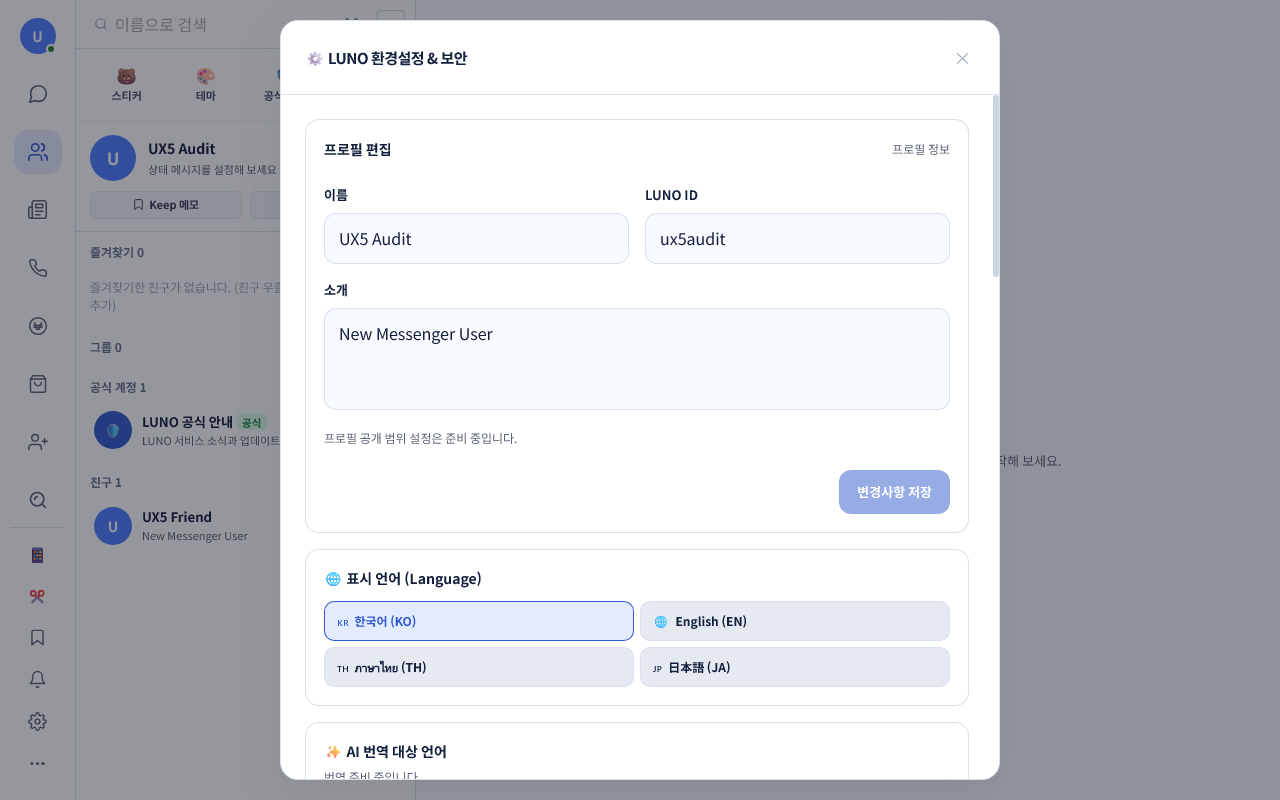 U
이름으로 검색
스티커
테마
UX5 Audit
상태 메시지를 설정해 보세요
Keep 메모
즐겨찾기 0
즐겨찾기한 친구가 없습니다. (친구
추가)
그룹 0
공식 계정 1
LUNO 공식 안내 공식
LUNO 서비스 소식과 업데이트
친구 1
U
UX5 Friend
New Messenger User
LUNO 환경설정 & 보안
프로필 편집
프로필 정보
이름
LUNO ID
UX5 Audit
ux5audit
소개
New Messenger User
프로필 공개 범위 설정은 준비 중입니다.
변경사항 저장
표시 언어 (Language)
KR 한국어 (KO)
English (EN)
TH ภาษาไทย (TH)
JP 日本語 (JA)
AI 번역 대상 언어
번역 준비 중입니다
U
보세요.